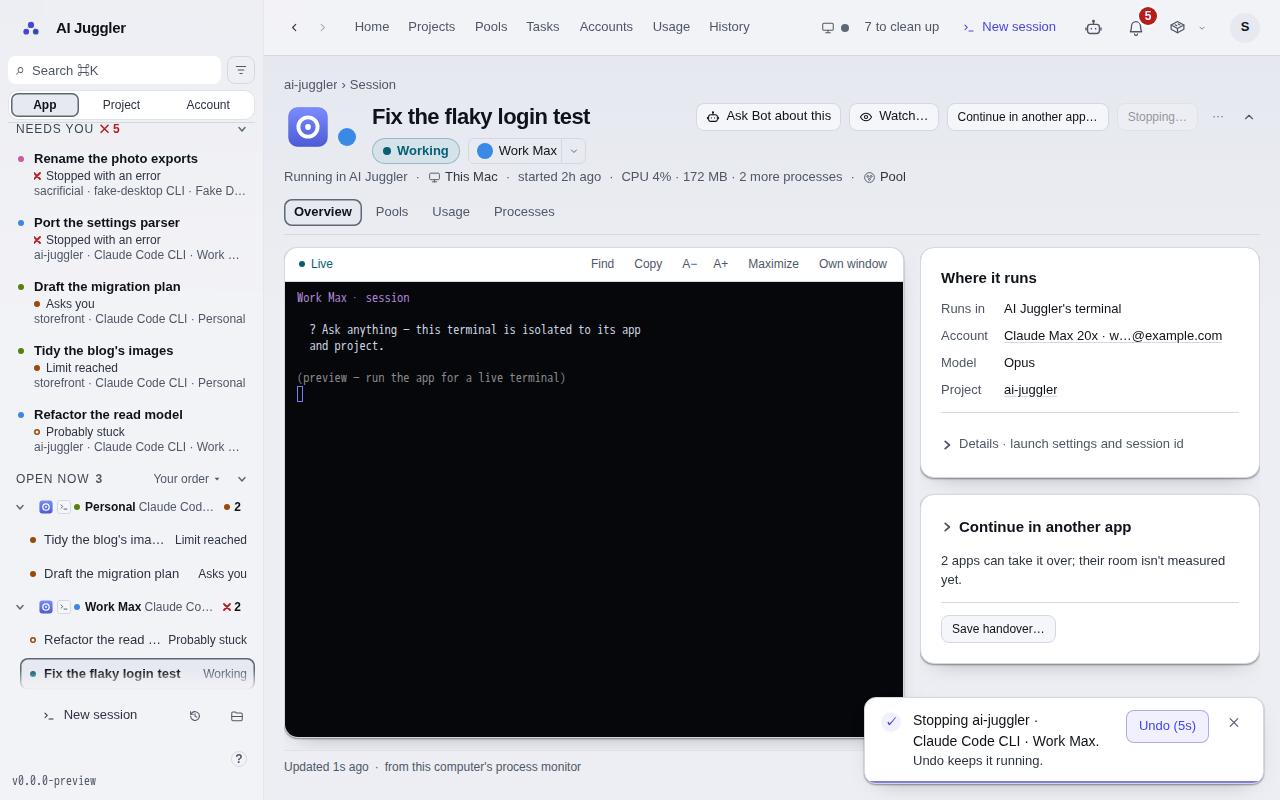 AI Juggler
Search ⌘K
App Project Account
NEEDS YOU 5
Rename the photo exports
Stopped with an error
sacrificial · fake-desktop CLI · Fake D…
Port the settings parser
Stopped with an error
ai-juggler · Claude Code CLI · Work …
Draft the migration plan
Asks you
storefront · Claude Code CLI · Personal
Tidy the blog's images
Limit reached
storefront · Claude Code CLI · Personal
Refactor the read model
Probably stuck
ai-juggler · Claude Code CLI · Work …
OPEN NOW 3 Your order
Personal Claude Cod… 2
Tidy the blog's ima… Limit reached
Draft the migration plan Asks you
Work Max Claude Co… 2
Refactor the read … Probably stuck
Fix the flaky login test Working
New session
?
v0.0.0-preview
Home Projects Pools Tasks Accounts Usage History 7 to clean up New session 5 S
ai-juggler › Session
Fix the flaky login test
Ask Bot about this Watch… Continue in another app… Stopping… ⋯
Working Work Max
Running in AI Juggler · This Mac · started 2h ago · CPU 4% · 172 MB · 2 more processes · Pool
Overview Pools Usage Processes
Live Find Copy A− A+ Maximize Own window
Work Max · session
? Ask anything — this terminal is isolated to its app
and project.
(preview — run the app for a live terminal)
Where it runs
Runs in AI Juggler's terminal
Account Claude Max 20x · w…@example.com
Model Opus
Project ai-juggler
Details · launch settings and session id
Continue in another app
2 apps can take it over; their room isn't measured
yet.
Save handover…
Updated 1s ago · from this computer's process monitor
Stopping ai-juggler ·
Claude Code CLI · Work Max.
Undo keeps it running.
Undo (5s)